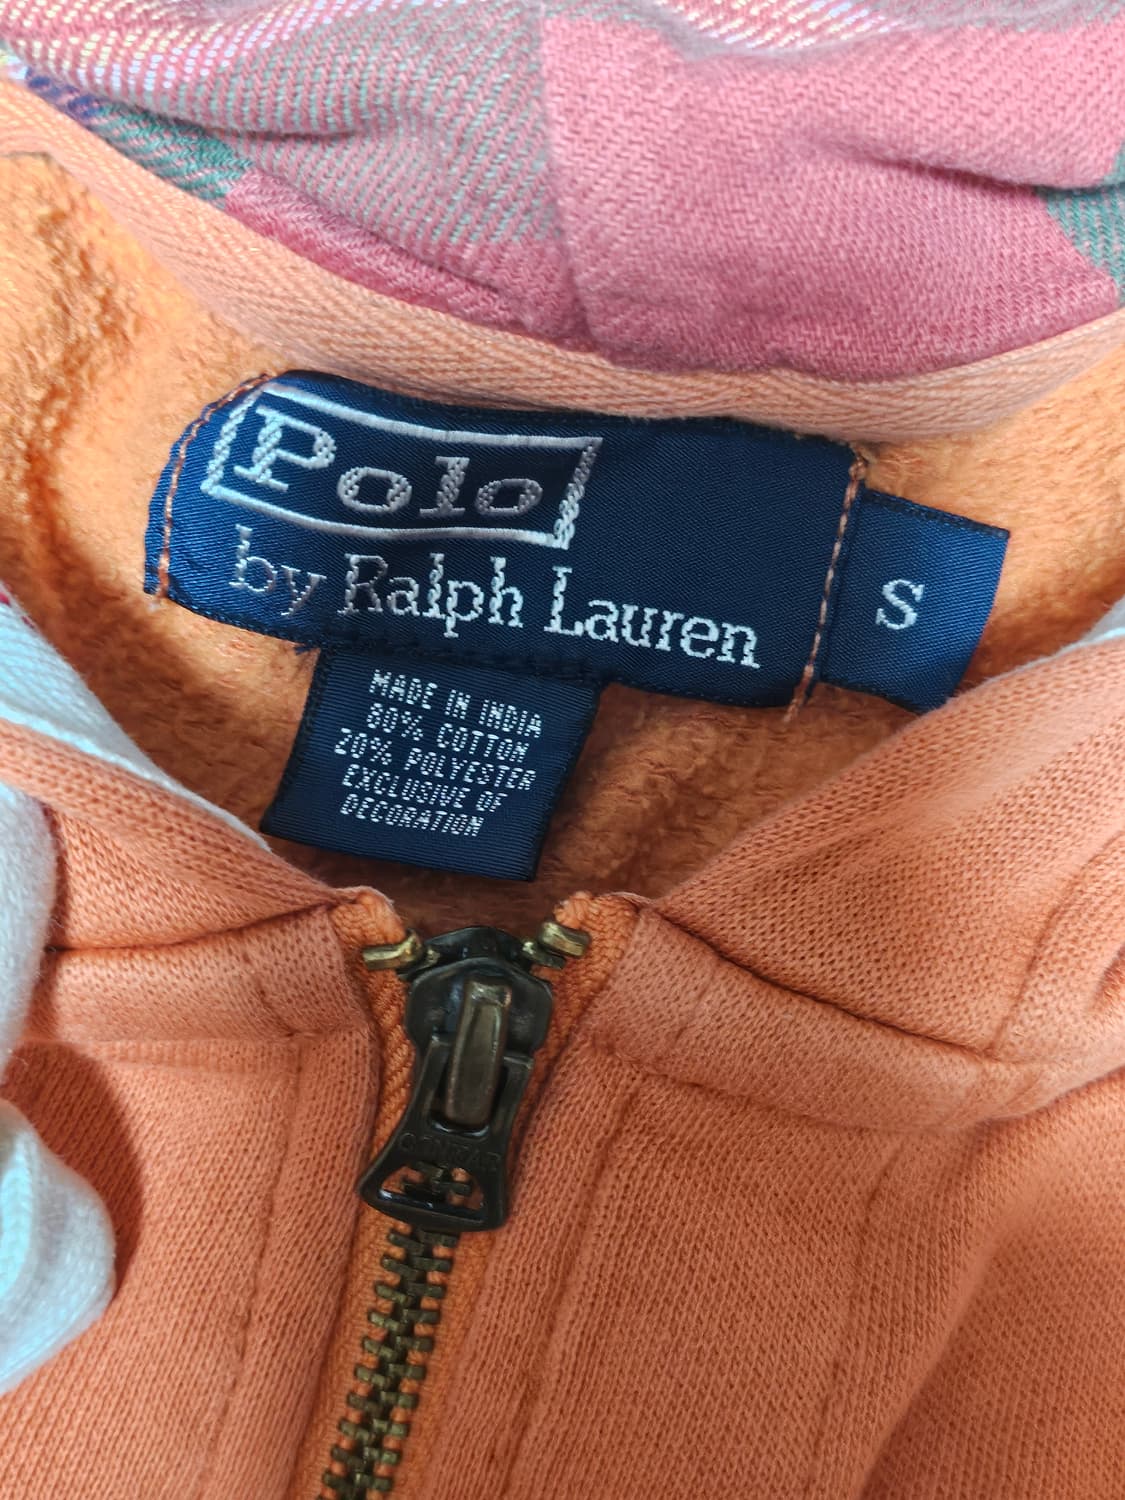 Polo
by Ralph Lauren
S
MADE IN INDIA
80% COTTON
20% POLYESTER
EXCLUSIVE OF
DECORATION